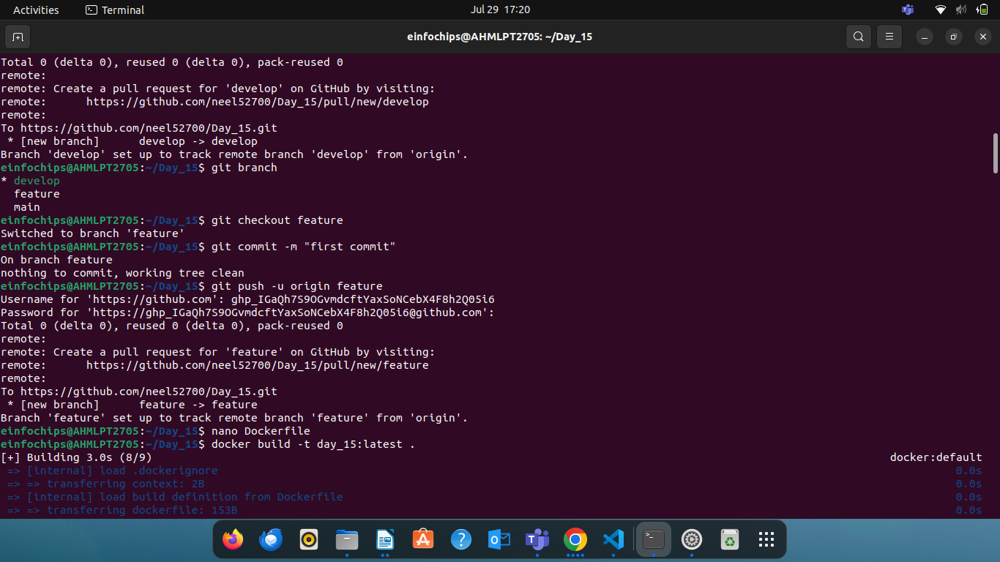 Activities
Terminal
Jul 29 17:20
einfochips@AHMLPT2705: ~/Day_15
Total 0 (delta 0), reused 0 (delta 0), pack-reused 0
remote:
remote: Create a pull request for 'develop' on GitHub by visiting:
remote:      https://github.com/neel52700/Day_15/pull/new/develop
remote:
To https://github.com/neel52700/Day_15.git
 * [new branch]      develop -> develop
Branch 'develop' set up to track remote branch 'develop' from 'origin'.
einfochips@AHMLPT2705:~/Day_15$ git branch
* develop
  feature
  main
einfochips@AHMLPT2705:~/Day_15$ git checkout feature
Switched to branch 'feature'
einfochips@AHMLPT2705:~/Day_15$ git commit -m "first commit"
On branch feature
nothing to commit, working tree clean
einfochips@AHMLPT2705:~/Day_15$ git push -u origin feature
Username for 'https://github.com': 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
Password for 'https://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@github.com':
Total 0 (delta 0), reused 0 (delta 0), pack-reused 0
remote:
remote: Create a pull request for 'feature' on GitHub by visiting:
remote:      https://github.com/neel52700/Day_15/pull/new/feature
remote:
To https://github.com/neel52700/Day_15.git
 * [new branch]      feature -> feature
Branch 'feature' set up to track remote branch 'feature' from 'origin'.
einfochips@AHMLPT2705:~/Day_15$ nano Dockerfile
einfochips@AHMLPT2705:~/Day_15$ docker build -t day_15:latest .
[+] Building 3.0s (8/9) docker:default
 => [internal] load .dockerignore 0.0s
 => => transferring context: 2B 0.0s
 => [internal] load build definition from Dockerfile 0.0s
 => => transferring dockerfile: 153B 0.0s